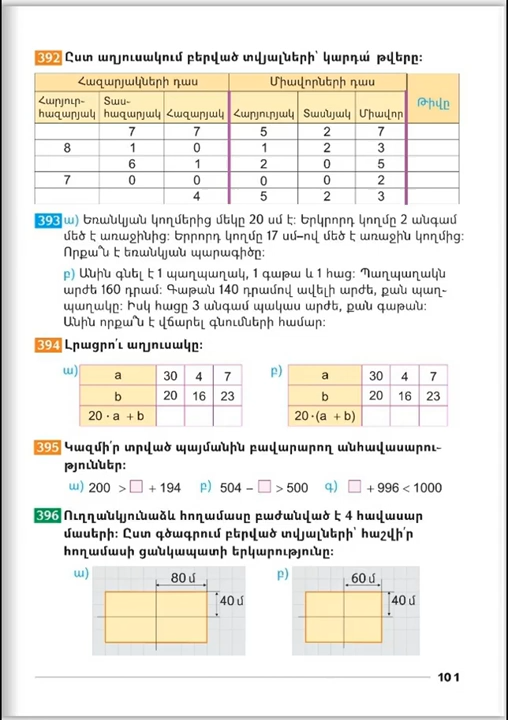 392 Ըստ աղյուսակում բերված տվյալների՝ կարդա՛ թվերը:
Հազարյակների դաս Միավորների դաս Թիվը
Հարյուր- Տաս-
հազարյակ հազարյակ Հազարյակ Հարյուրյակ Տասնյակ Միավոր
7 7 5 2 7
8 1 0 1 2 3
6 1 2 0 5
7 0 0 0 0 2
4 5 2 3
393 ա) Եռանկյան կողմերից մեկը 20 սմ է: Երկրորդ կողմը 2 անգամ
մեծ է առաջինից: Երրորդ կողմը 17 սմ–ով մեծ է առաջին կողմից:
Որքա՞ն է եռանկյան պարագիծը:
բ) Անին գնել է 1 պաղպաղակ, 1 գաթա և 1 հաց: Պաղպաղակն
արժե 160 դրամ: Գաթան 140 դրամով ավելի արժե, քան պաղ-
պաղակը: Իսկ հացը 3 անգամ պակաս արժե, քան գաթան:
Անին որքա՞ն է վճարել գնումների համար:
394 Լրացրո՛ւ աղյուսակը:
ա) a 30 4 7
b 20 16 23
20 · a + b
բ) a 30 4 7
b 20 16 23
20 · (a + b)
395 Կազմի՛ր տրված պայմանին բավարարող անհավասարու-
թյուններ:
ա) 200 > □ + 194 բ) 504 – □ > 500 գ) □ + 996 < 1000
396 Ուղղանկյունաձև հողամասը բաժանված է 4 հավասար
մասերի: Ըստ գծագրում բերված տվյալների՝ հաշվի՛ր
հողամասի ցանկապատի երկարությունը:
ա) 80 մ
40 մ
բ) 60 մ
40 մ
101